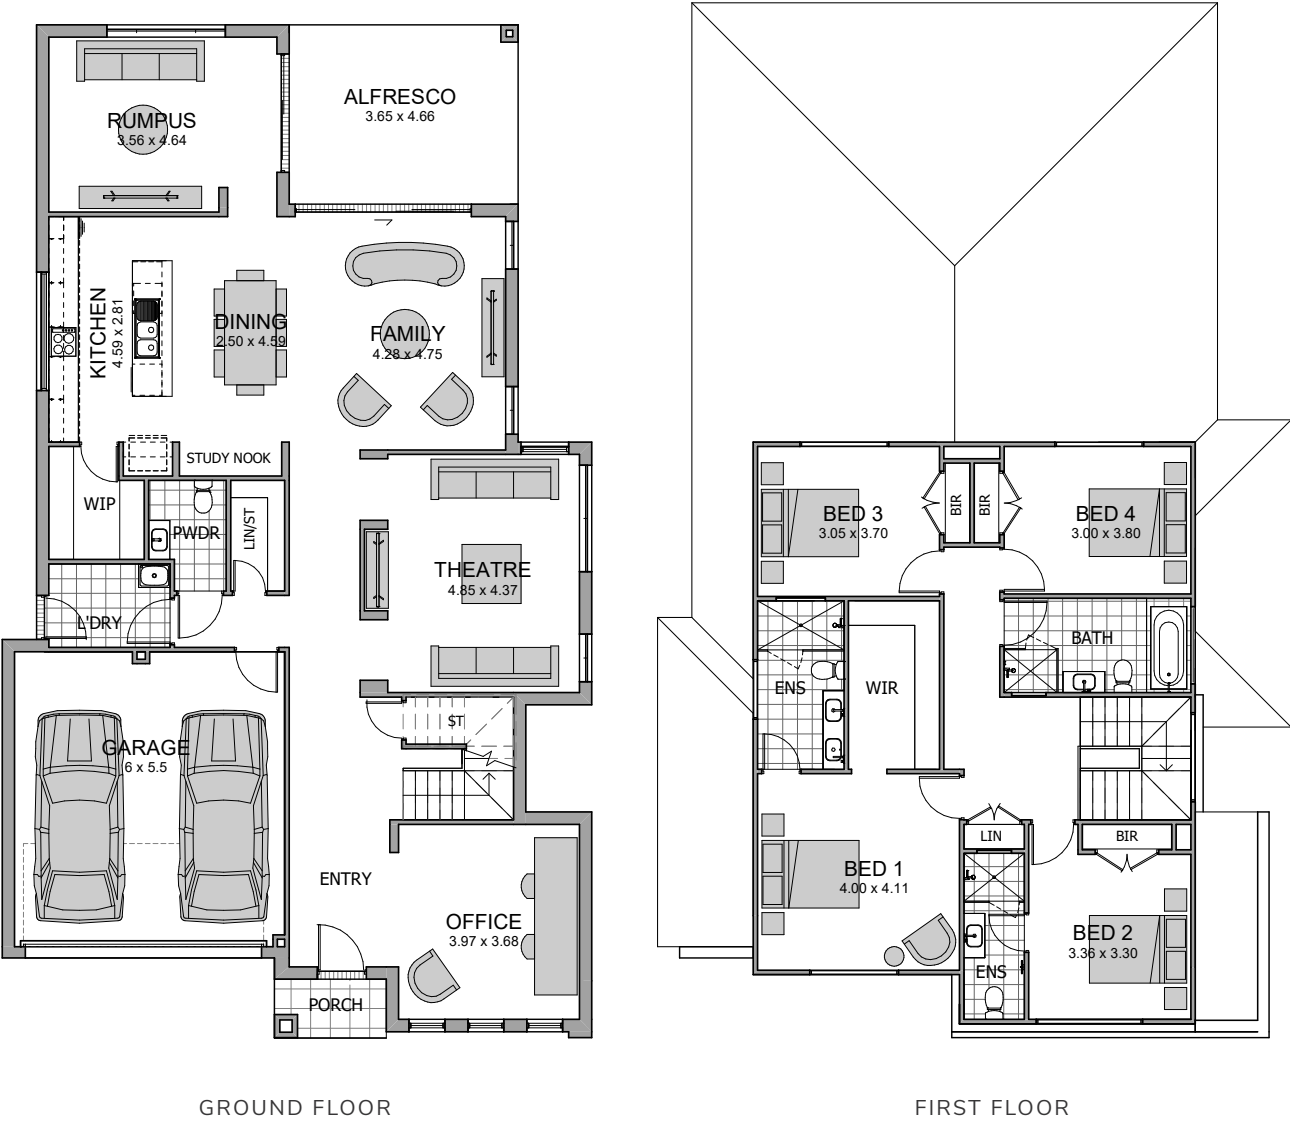 RUMPUS
3.56 x 4.64
ALFRESCO
3.65 x 4.66
KITCHEN
4.59 x 2.81
DINING
2.50 x 4.59
FAMILY
4.28 x 4.75
STUDY NOOK
WIP
PWDR
LIN/ST
THEATRE
4.85 x 4.37
L'DRY
ST
GARAGE
6 x 5.5
ENTRY
OFFICE
3.97 x 3.68
PORCH
GROUND FLOOR
BED 3
3.05 x 3.70
BIR
BIR
BED 4
3.00 x 3.80
BATH
ENS
WIR
LIN
BIR
BED 1
4.00 x 4.11
BED 2
3.36 x 3.30
ENS
FIRST FLOOR